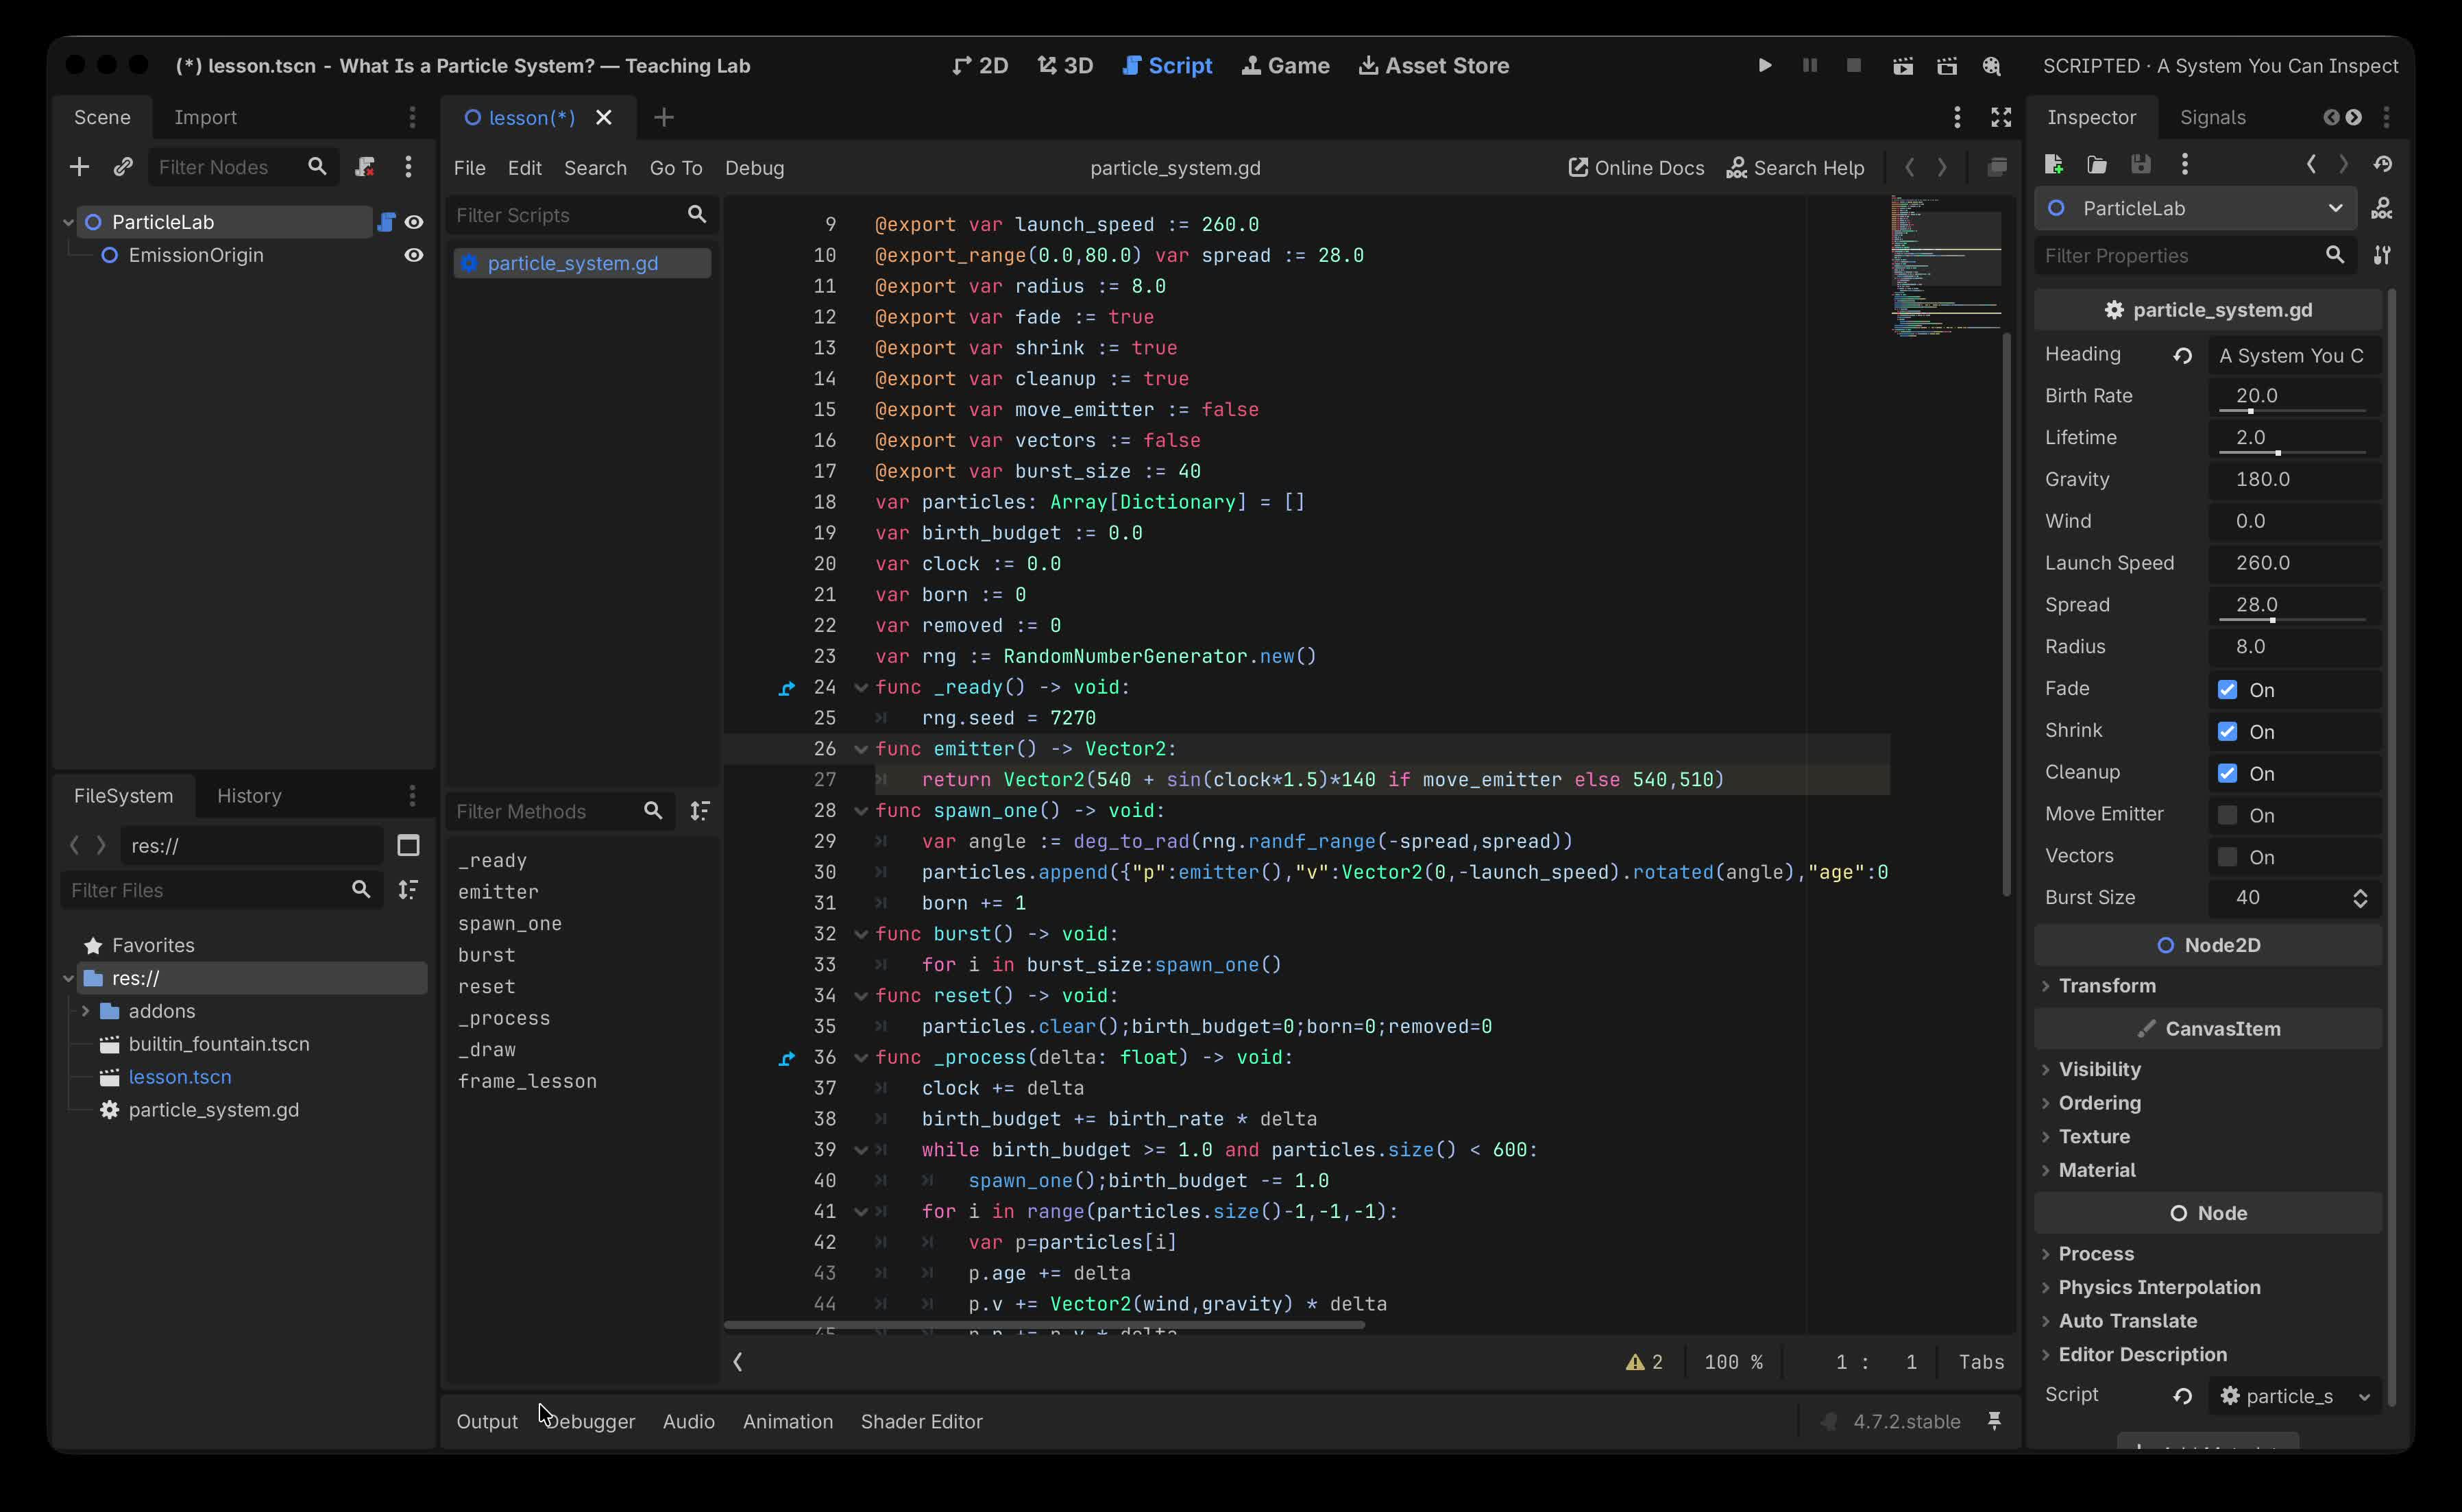 (*) lesson.tscn - What Is a Particle System? — Teaching Lab
2D
3D
Script
Game
Asset Store
SCRIPTED · A System You Can Inspect
Scene
Import
Filter Nodes
ParticleLab
EmissionOrigin
FileSystem
History
res://
Filter Files
Favorites
res://
addons
builtin_fountain.tscn
lesson.tscn
particle_system.gd
lesson(*)
File Edit Search Go To Debug
particle_system.gd
Online Docs
Search Help
Filter Scripts
particle_system.gd
Filter Methods
_ready
emitter
spawn_one
burst
reset
_process
_draw
frame_lesson
9 @export var launch_speed := 260.0
10 @export_range(0.0,80.0) var spread := 28.0
11 @export var radius := 8.0
12 @export var fade := true
13 @export var shrink := true
14 @export var cleanup := true
15 @export var move_emitter := false
16 @export var vectors := false
17 @export var burst_size := 40
18 var particles: Array[Dictionary] = []
19 var birth_budget := 0.0
20 var clock := 0.0
21 var born := 0
22 var removed := 0
23 var rng := RandomNumberGenerator.new()
24 func _ready() -> void:
25 rng.seed = 7270
26 func emitter() -> Vector2:
27 return Vector2(540 + sin(clock*1.5)*140 if move_emitter else 540,510)
28 func spawn_one() -> void:
29 var angle := deg_to_rad(rng.randf_range(-spread,spread))
30 particles.append({"p":emitter(),"v":Vector2(0,-launch_speed).rotated(angle),"age":0
31 born += 1
32 func burst() -> void:
33 for i in burst_size:spawn_one()
34 func reset() -> void:
35 particles.clear();birth_budget=0;born=0;removed=0
36 func _process(delta: float) -> void:
37 clock += delta
38 birth_budget += birth_rate * delta
39 while birth_budget >= 1.0 and particles.size() < 600:
40 spawn_one();birth_budget -= 1.0
41 for i in range(particles.size()-1,-1,-1):
42 var p=particles[i]
43 p.age += delta
44 p.v += Vector2(wind,gravity) * delta
45 p.p += p.v * delta
2
100 %
1 : 1
Tabs
Output
Debugger
Audio
Animation
Shader Editor
4.7.2.stable
Inspector
Signals
ParticleLab
Filter Properties
particle_system.gd
Heading A System You C
Birth Rate 20.0
Lifetime 2.0
Gravity 180.0
Wind 0.0
Launch Speed 260.0
Spread 28.0
Radius 8.0
Fade On
Shrink On
Cleanup On
Move Emitter On
Vectors On
Burst Size 40
Node2D
Transform
CanvasItem
Visibility
Ordering
Texture
Material
Node
Process
Physics Interpolation
Auto Translate
Editor Description
Script particle_s